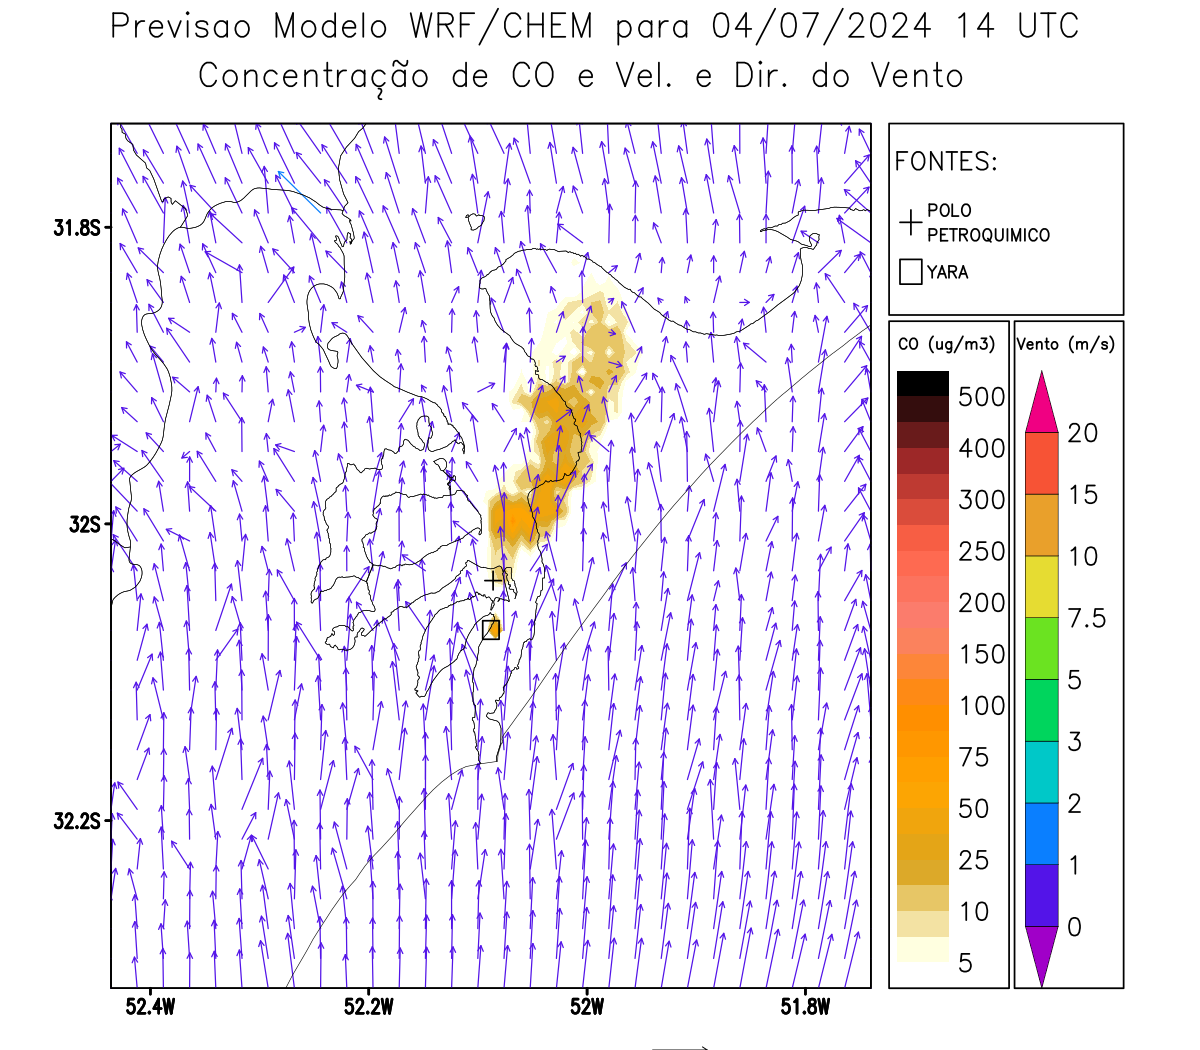 Previsao Modelo WRF/CHEM para 04/07/2024 14 UTC
Concentração de CO e Vel. e Dir. do Vento
FONTES:
POLO
PETROQUIMICO
YARA
CO (ug/m3)
500
400
300
250
200
150
100
75
50
25
10
5
Vento (m/s)
20
15
10
7.5
5
3
2
1
0
31.8S
32S
32.2S
52.4W
52.2W
52W
51.8W